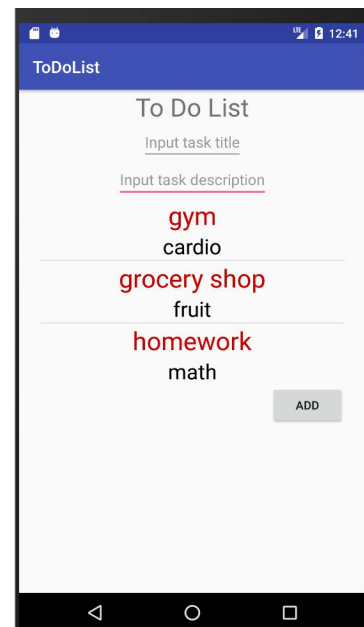 LTE 12:41
ToDoList
To Do List
Input task title
Input task description
gym
cardio
grocery shop
fruit
homework
math
ADD